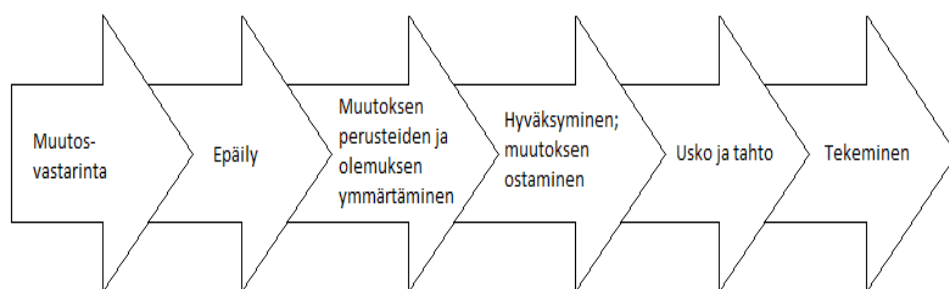 Muutos-
vastarinta
Epäily
Muutoksen
perusteiden ja
olemuksen
ymmärtäminen
Hyväksyminen;
muutoksen
ostaminen
Usko ja tahto
Tekeminen